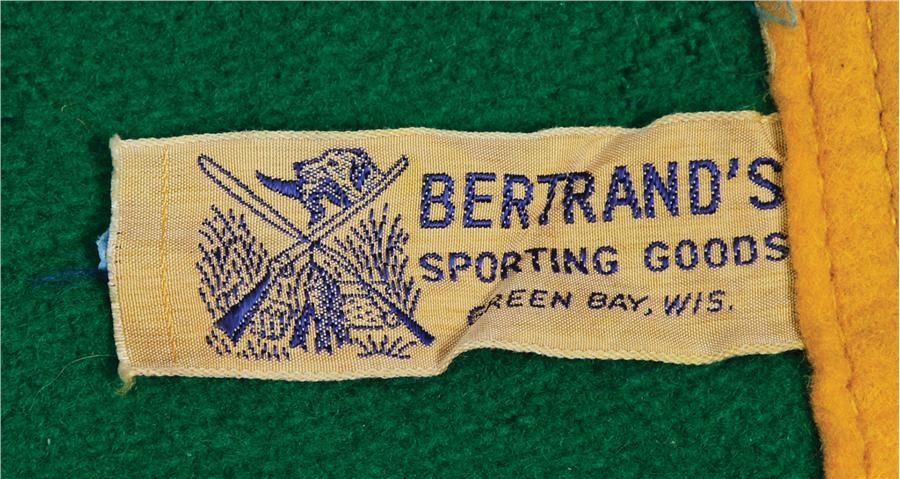 BERTRAND'S
SPORTING GOODS
GREEN BAY, WIS.